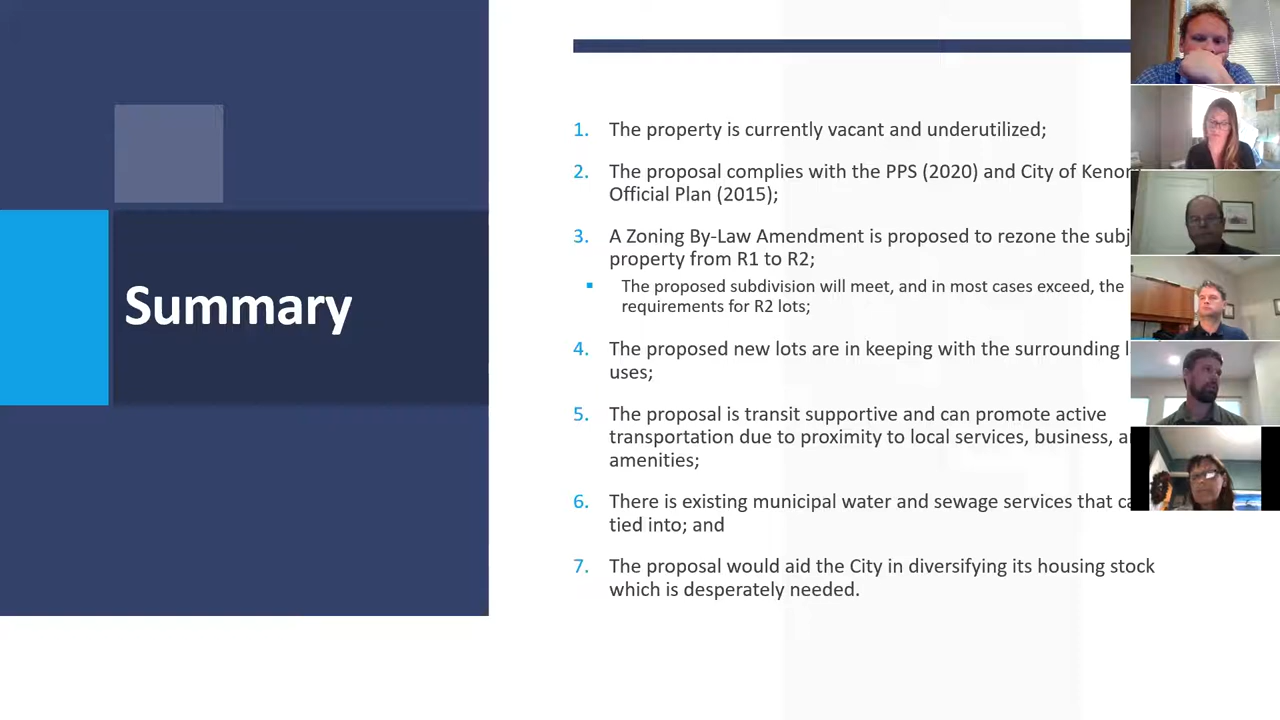 Summary
1. The property is currently vacant and underutilized;
2. The proposal complies with the PPS (2020) and City of Kenor
Official Plan (2015);
3. A Zoning By-Law Amendment is proposed to rezone the subj
property from R1 to R2;
▪ The proposed subdivision will meet, and in most cases exceed, the
requirements for R2 lots;
4. The proposed new lots are in keeping with the surrounding l
uses;
5. The proposal is transit supportive and can promote active
transportation due to proximity to local services, business, a
amenities;
6. There is existing municipal water and sewage services that ca
tied into; and
7. The proposal would aid the City in diversifying its housing stock
which is desperately needed.